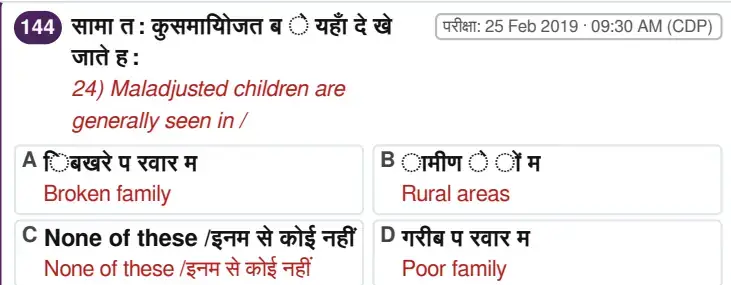 144 सामा त : कुसमायिोजत ब े यहाँ दे खे
जाते ह :
परीक्षा: 25 Feb 2019 · 09:30 AM (CDP)
24) Maladjusted children are
generally seen in /
A िबखरे प रवार म
Broken family
B ामीण े ों म
Rural areas
C None of these /इनम से कोई नहीं
None of these /इनम से कोई नहीं
D गरीब प रवार म
Poor family